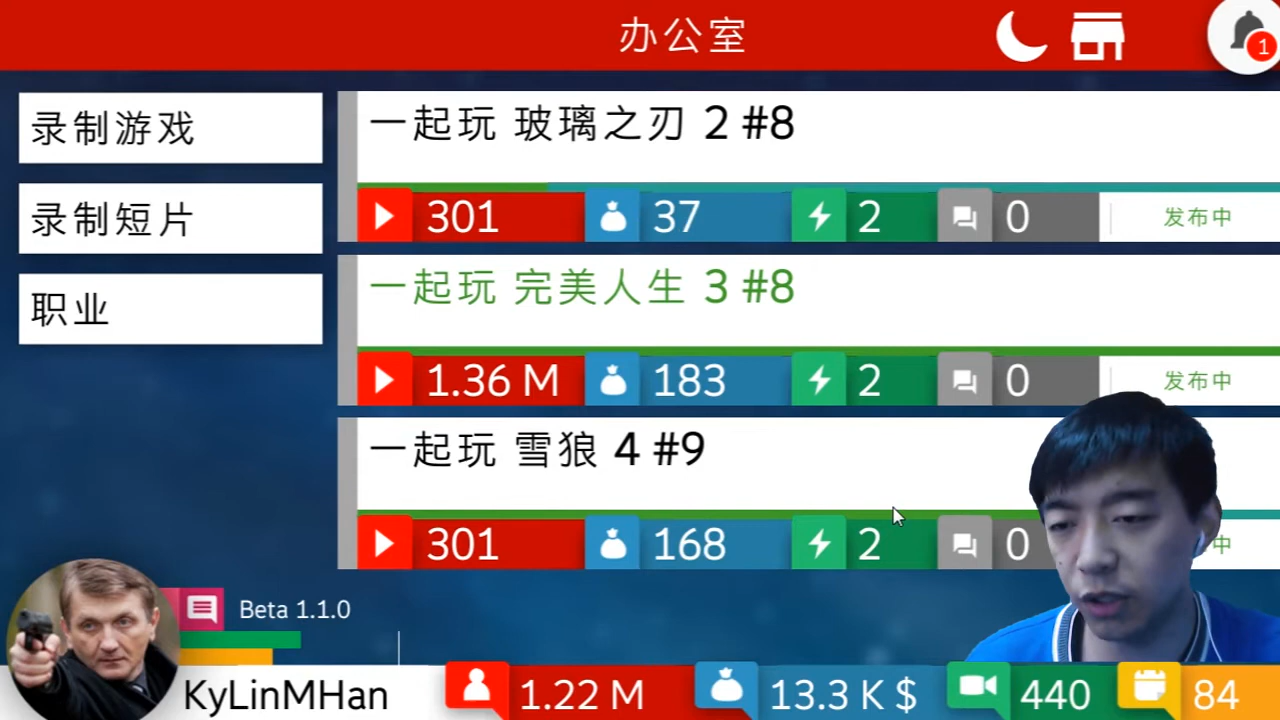 办公室
1
录制游戏
录制短片
职业
一起玩 玻璃之刃 2 #8
301 37 2 0 发布中
一起玩 完美人生 3 #8
1.36 M 183 2 0 发布中
一起玩 雪狼 4 #9
301 168 2 0 中
Beta 1.1.0
KyLinMHan 1.22 M 13.3 K $ 440 84